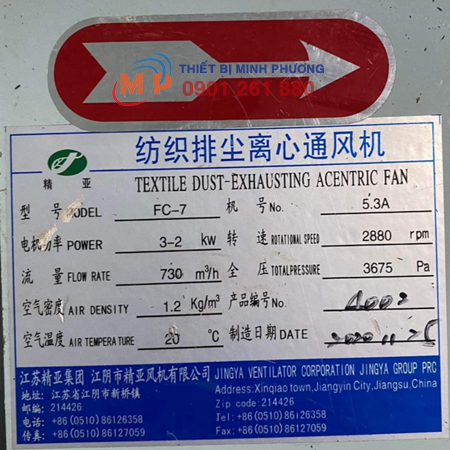 THIẾT BỊ MINH PHƯƠNG
MP
0901 261 880
精 亚
纺织排尘离心通风机
TEXTILE DUST-EXHAUSTING ACENTRIC FAN
型 号 MODEL FC-7 机 号 No. 5.3A
电机功率 POWER 3-2 kw 转 速 ROTATIONAL SPEED 2880 rpm
流 量 FLOW RATE 730 m³/h 全 压 TOTALPRESSURE 3675 Pa
空气密度 AIR DENSITY 1.2 Kg/m³ 产品编号 No.
空气温度 AIR TEMPERATURE 20 °C 制造日期 DATE
江苏精亚集团 江阴市精亚风机有限公司 JINGYA VENTILATOR CORPORATION JINGYA GROUP PRC
地址: 江苏省江阴市新桥镇 Address:Xinqiao town,Jiangyin City,Jiangsu.China
邮编: 214426 Zip code: 214426
电话: +86 (0510) 86126358 Tel:+86(0510)86126358
传真: +86 (0510) 86127059 Fax:+86(0510)86127059